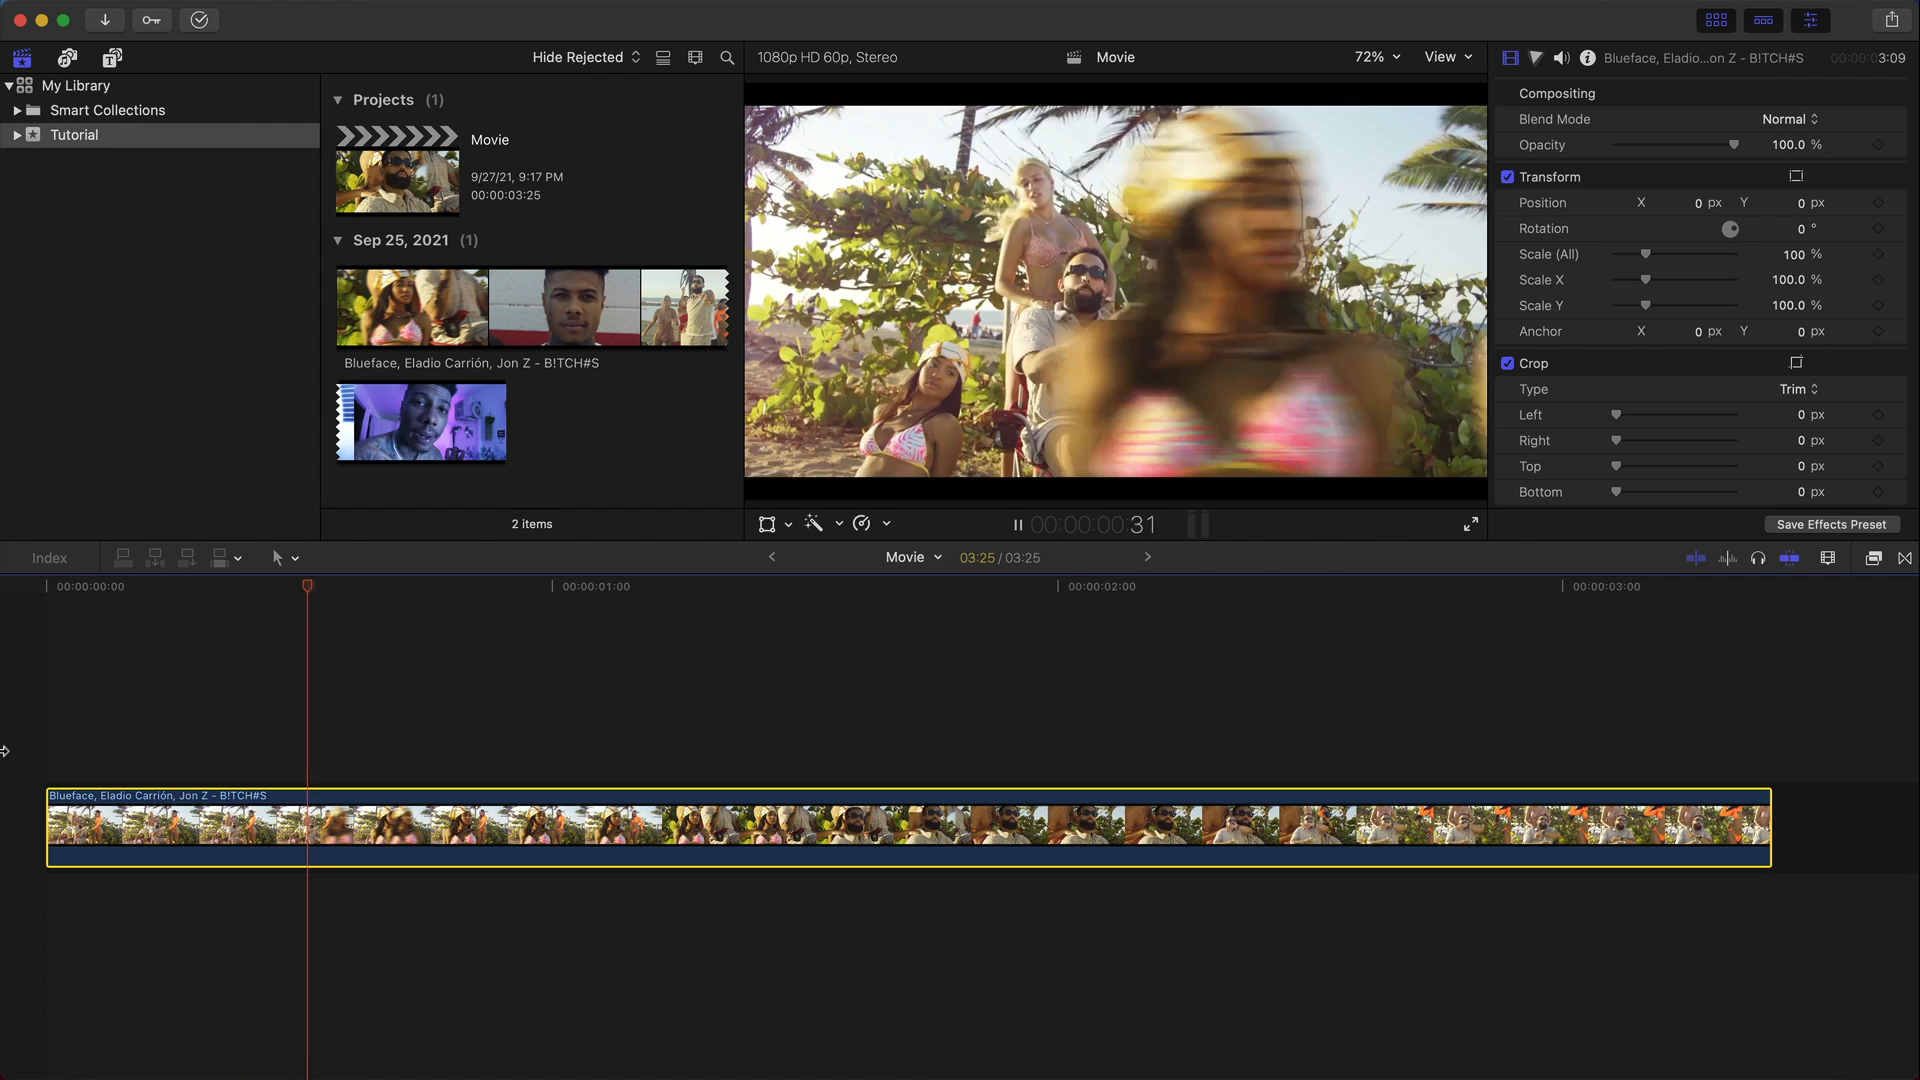 Hide Rejected
1080p HD 60p, Stereo
Movie
72%
View
Blueface, Eladio...on Z - B!TCH#S
00:00:03:09
My Library
Smart Collections
Tutorial
Projects (1)
Movie
9/27/21, 9:17 PM
00:00:03:25
Sep 25, 2021 (1)
Blueface, Eladio Carrión, Jon Z - B!TCH#S
2 items
Compositing
Blend Mode Normal
Opacity 100.0 %
Transform
Position X 0 px Y 0 px
Rotation 0 °
Scale (All) 100 %
Scale X 100.0 %
Scale Y 100.0 %
Anchor X 0 px Y 0 px
Crop
Type Trim
Left 0 px
Right 0 px
Top 0 px
Bottom 0 px
00:00:00:31
Save Effects Preset
Index
Movie
03:25 / 03:25
00:00:00:00
00:00:01:00
00:00:02:00
00:00:03:00
Blueface, Eladio Carrión, Jon Z - B!TCH#S